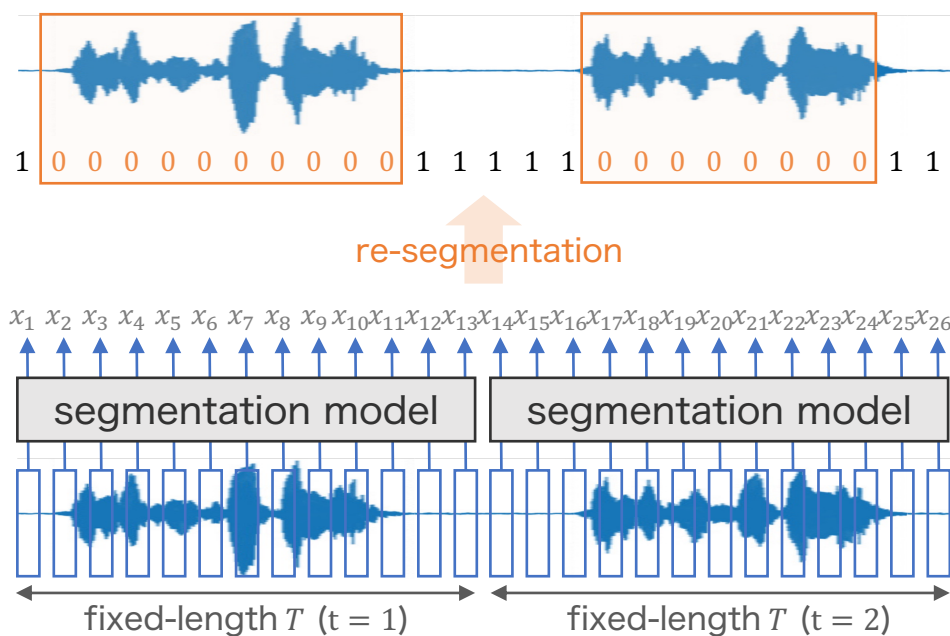 1 0 0 0 0 0 0 0 0 0 0 1 1 1 1 1 0 0 0 0 0 0 0 0 1 1
re-segmentation
x₁ x₂ x₃ x₄ x₅ x₆ x₇ x₈ x₉ x₁₀ x₁₁ x₁₂ x₁₃ x₁₄ x₁₅ x₁₆ x₁₇ x₁₈ x₁₉ x₂₀ x₂₁ x₂₂ x₂₃ x₂₄ x₂₅ x₂₆
segmentation model segmentation model
fixed-length T (t = 1) fixed-length T (t = 2)